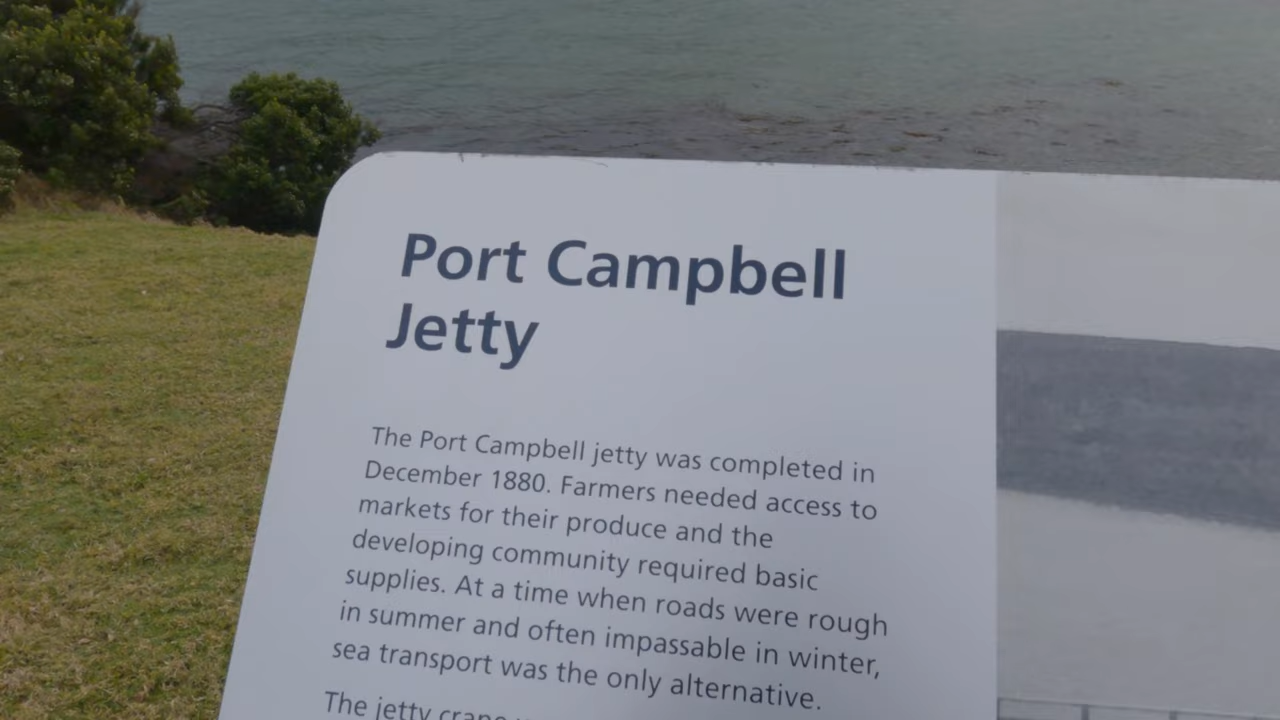 Port Campbell
Jetty
The Port Campbell jetty was completed in
December 1880. Farmers needed access to
markets for their produce and the
developing community required basic
supplies. At a time when roads were rough
in summer and often impassable in winter,
sea transport was the only alternative.
The jetty crane